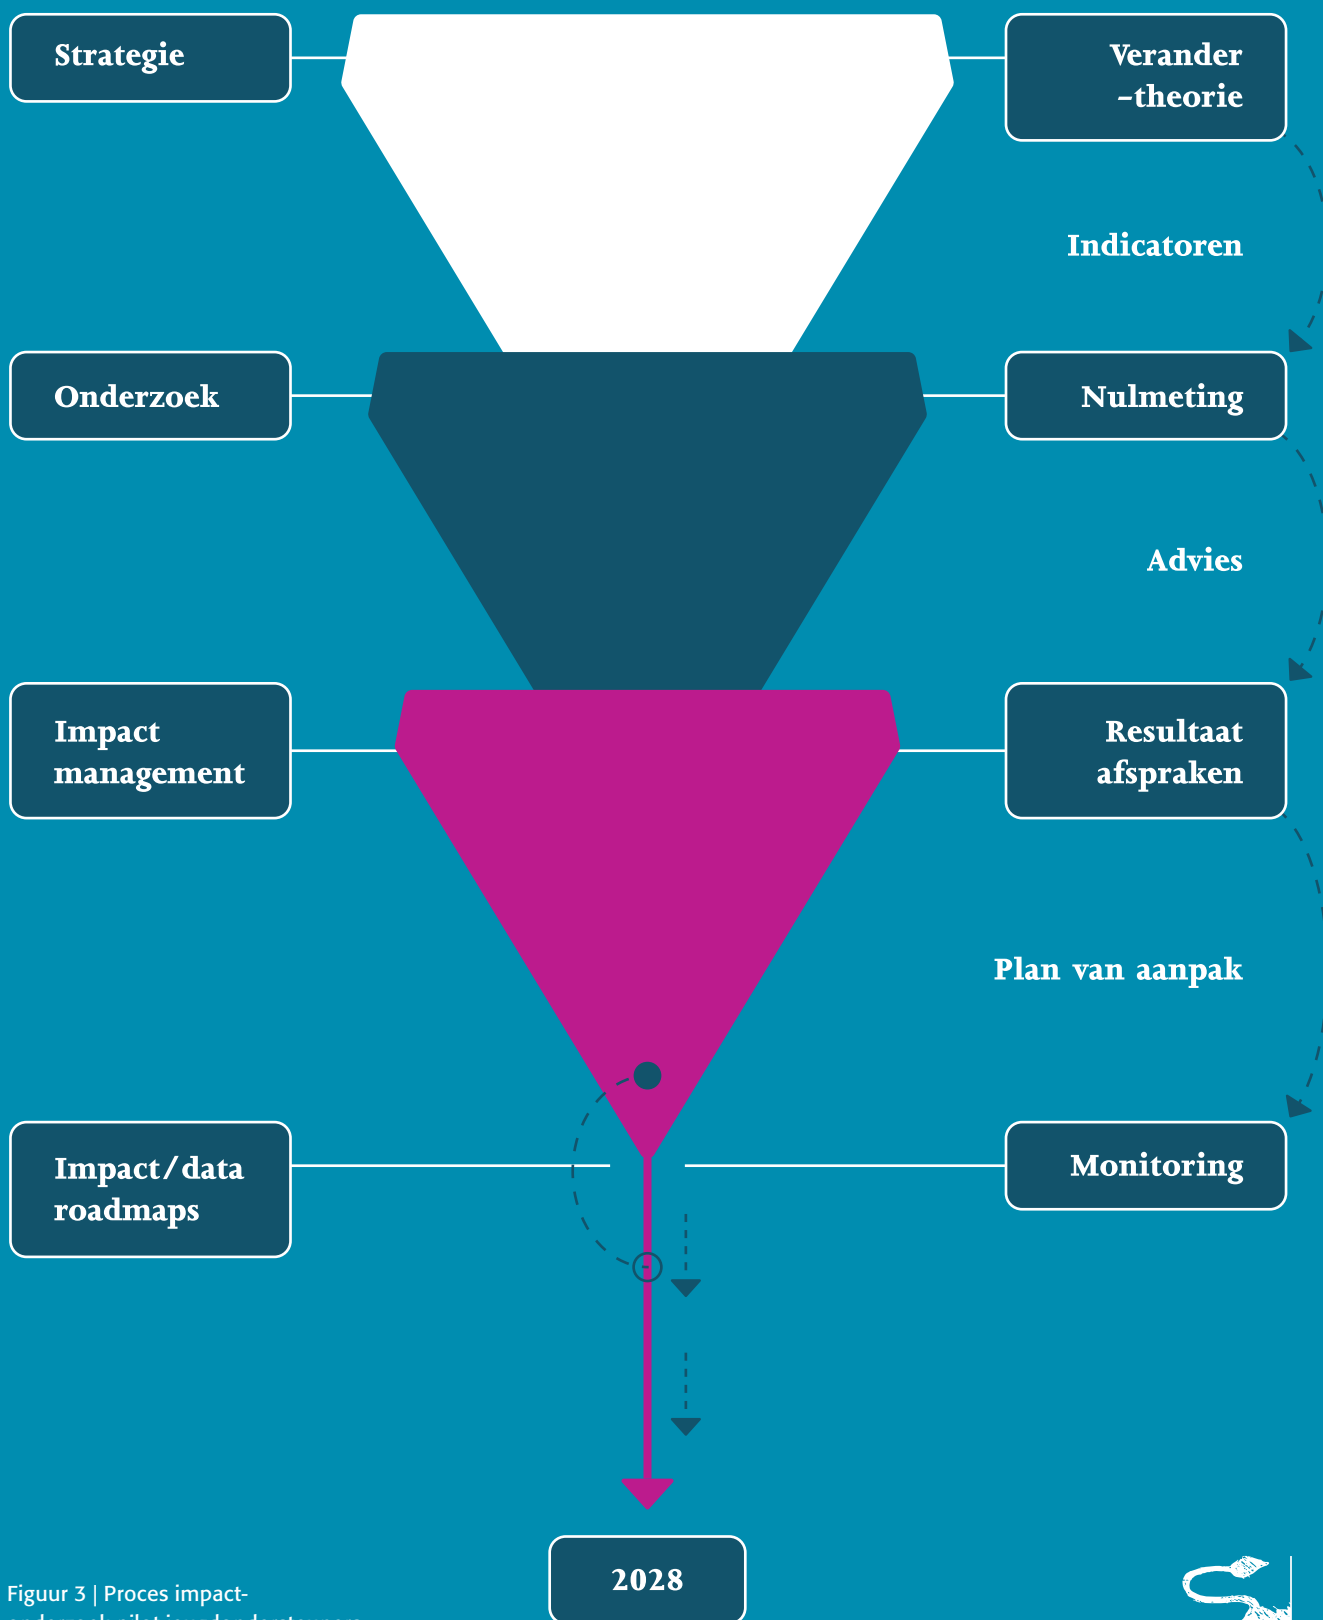 Strategie
Verander
-theorie
Indicatoren
Onderzoek
Nulmeting
Advies
Impact
management
Resultaat
afspraken
Plan van aanpak
Impact/data
roadmaps
Monitoring
2028
Figuur 3 | Proces impact-